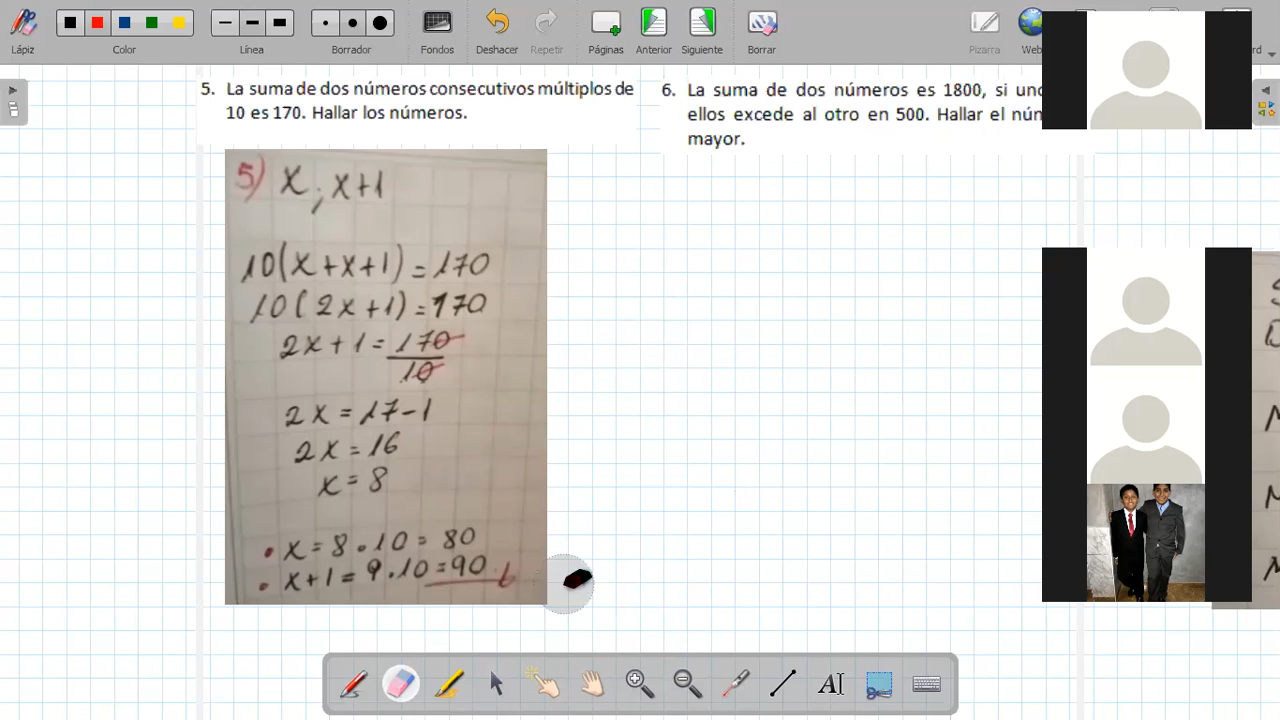 Lápiz
Color
Línea
Borrador
Fondos
Deshacer
Repetir
Páginas
Anterior
Siguiente
Borrar
Pizarra
Web
5. La suma de dos números consecutivos múltiplos de
10 es 170. Hallar los números.
6. La suma de dos números es 1800, si
ellos excede al otro en 500. Hallar el
mayor.
5) x ; x+1
10(x+x+1) = 170
10(2x+1) = 170
2x+1 = 170
10
2x = 17-1
2x = 16
x = 8
• x = 8 . 10 = 80
• x+1 = 9 . 10 = 90